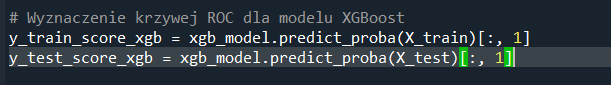 # Wyznaczenie krzywej ROC dla modelu XGBoost
y_train_score_xgb = xgb_model.predict_proba(X_train)[:, 1]
y_test_score_xgb = xgb_model.predict_proba(X_test)[:, 1]